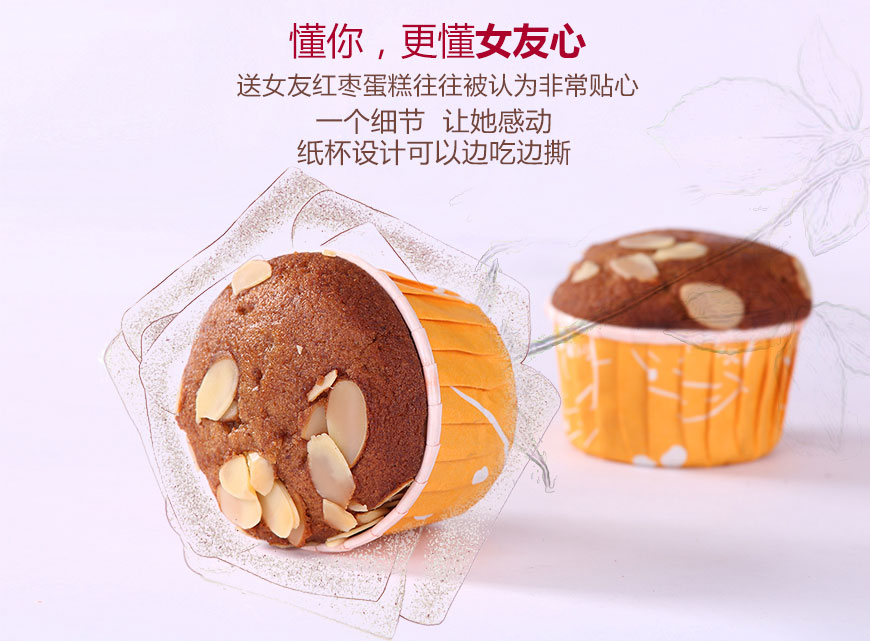 懂你，更懂女友心
送女友红枣蛋糕往往被认为非常贴心
一个细节 让她感动
纸杯设计可以边吃边撕